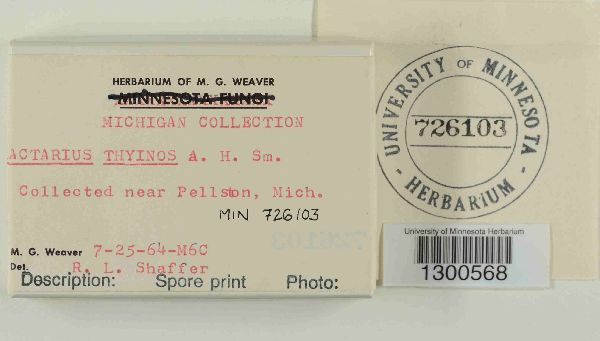 HERBARIUM OF M. G. WEAVER
MINNESOTA FUNGI
MICHIGAN COLLECTION
ACTARIUS THYINOS A. H. Sm.
Collected near Pellston, Mich.
MIN 726103
M. G. Weaver 7-25-64-M6C
Det. R. L. Shaffer
Description: Spore print Photo:
UNIVERSITY OF MINNESOTA
726103
- HERBARIUM -
University of Minnesota Herbarium
1300568
726103